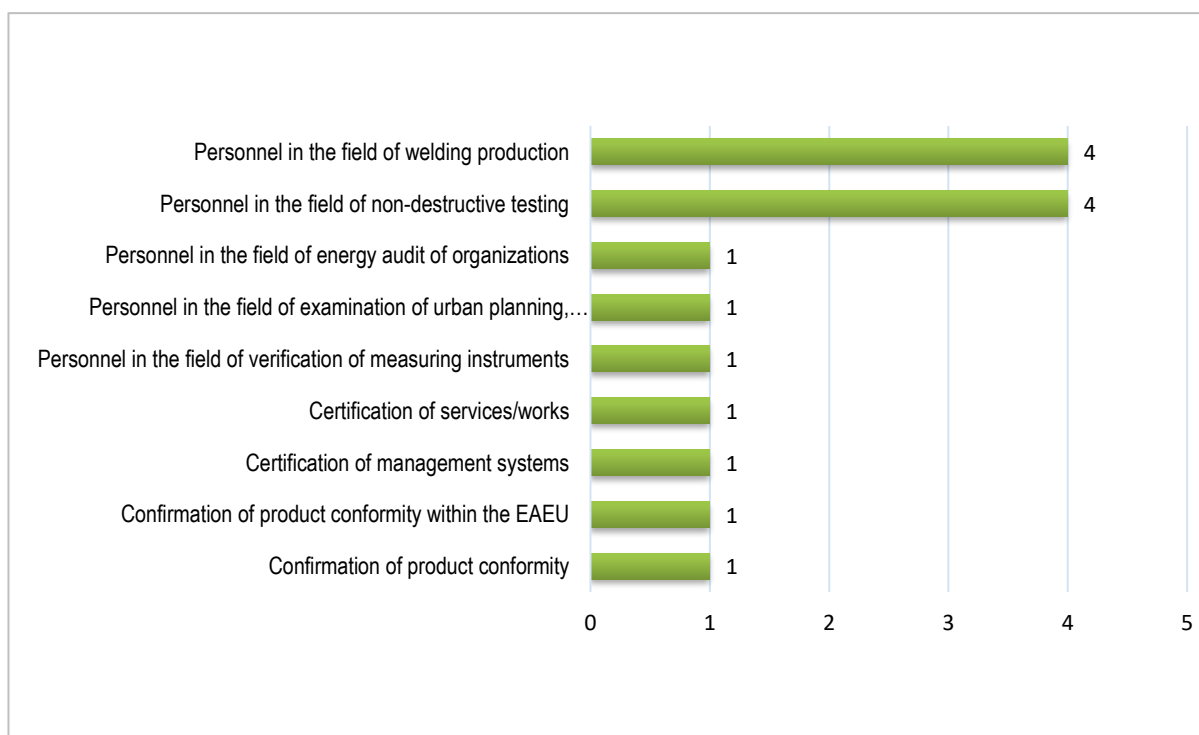 Personnel in the field of welding production 4
Personnel in the field of non-destructive testing 4
Personnel in the field of energy audit of organizations 1
Personnel in the field of examination of urban planning,… 1
Personnel in the field of verification of measuring instruments 1
Certification of services/works 1
Certification of management systems 1
Confirmation of product conformity within the EAEU 1
Confirmation of product conformity 1
0 1 2 3 4 5